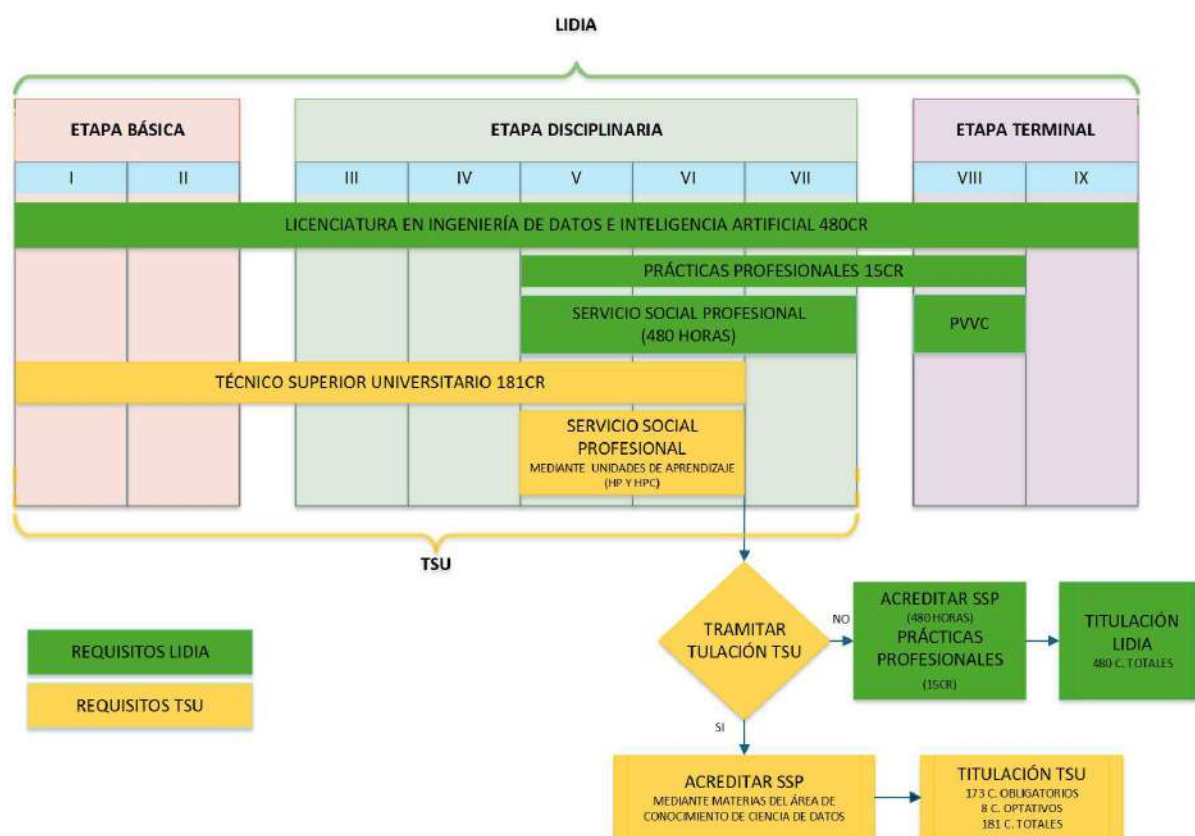 LIDIA
ETAPA BÁSICA
ETAPA DISCIPLINARIA
ETAPA TERMINAL
I
II
III
IV
V
VI
VII
VIII
IX
LICENCIATURA EN INGENIERÍA DE DATOS E INTELIGENCIA ARTIFICIAL 480CR
PRÁCTICAS PROFESIONALES 15CR
SERVICIO SOCIAL PROFESIONAL
(480 HORAS)
PVVC
TÉCNICO SUPERIOR UNIVERSITARIO 181CR
SERVICIO SOCIAL
PROFESIONAL
MEDIANTE UNIDADES DE APRENDIZAJE
(HP Y HPC)
TSU
TRAMITAR
TULACIÓN TSU
NO
ACREDITAR SSP
(480 HORAS)
PRÁCTICAS
PROFESIONALES
(15CR)
TITULACIÓN
LIDIA
480 C. TOTALES
REQUISITOS LIDIA
REQUISITOS TSU
SI
ACREDITAR SSP
MEDIANTE MATERIAS DEL ÁREA DE
CONOCIMIENTO DE CIENCIA DE DATOS
TITULACIÓN TSU
173 C. OBLIGATORIOS
8 C. OPTATIVOS
181 C. TOTALES